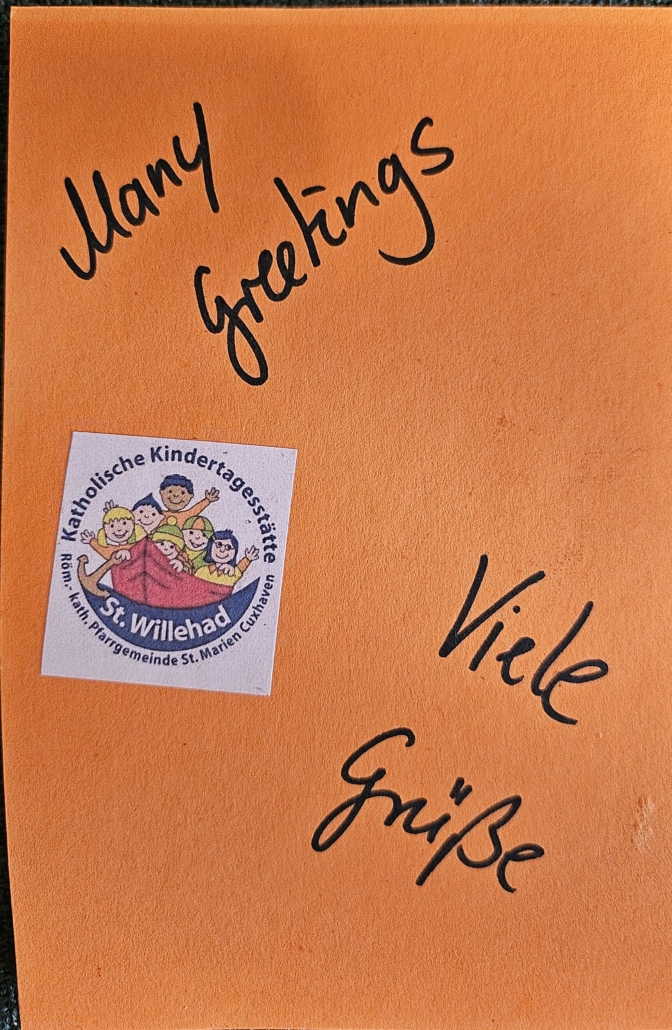 Many
Greetings
Katholische Kindertagesstätte
St. Willehad
Röm.- kath. Pfarrgemeinde St. Marien Cuxhaven
Viele
Grüße